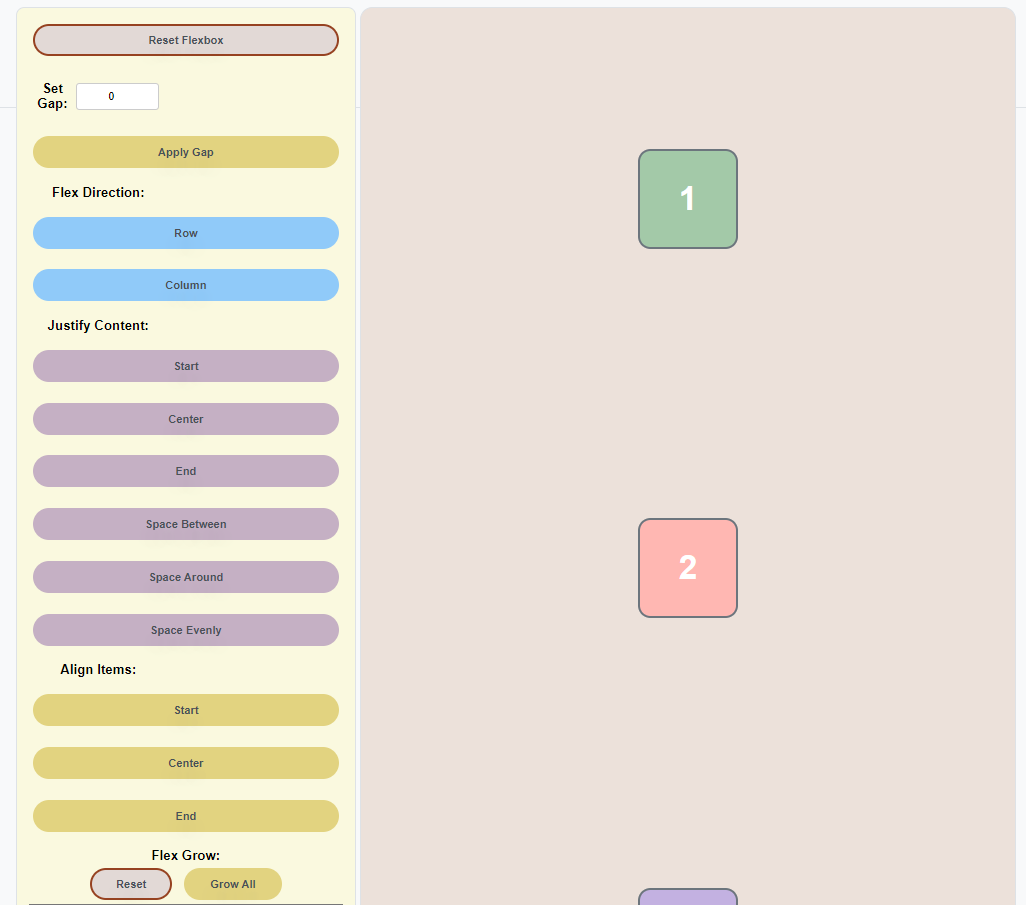 Reset Flexbox
Set
Gap:
0
Apply Gap
Flex Direction:
Row
Column
Justify Content:
Start
Center
End
Space Between
Space Around
Space Evenly
Align Items:
Start
Center
End
Flex Grow:
Reset
Grow All
1
2